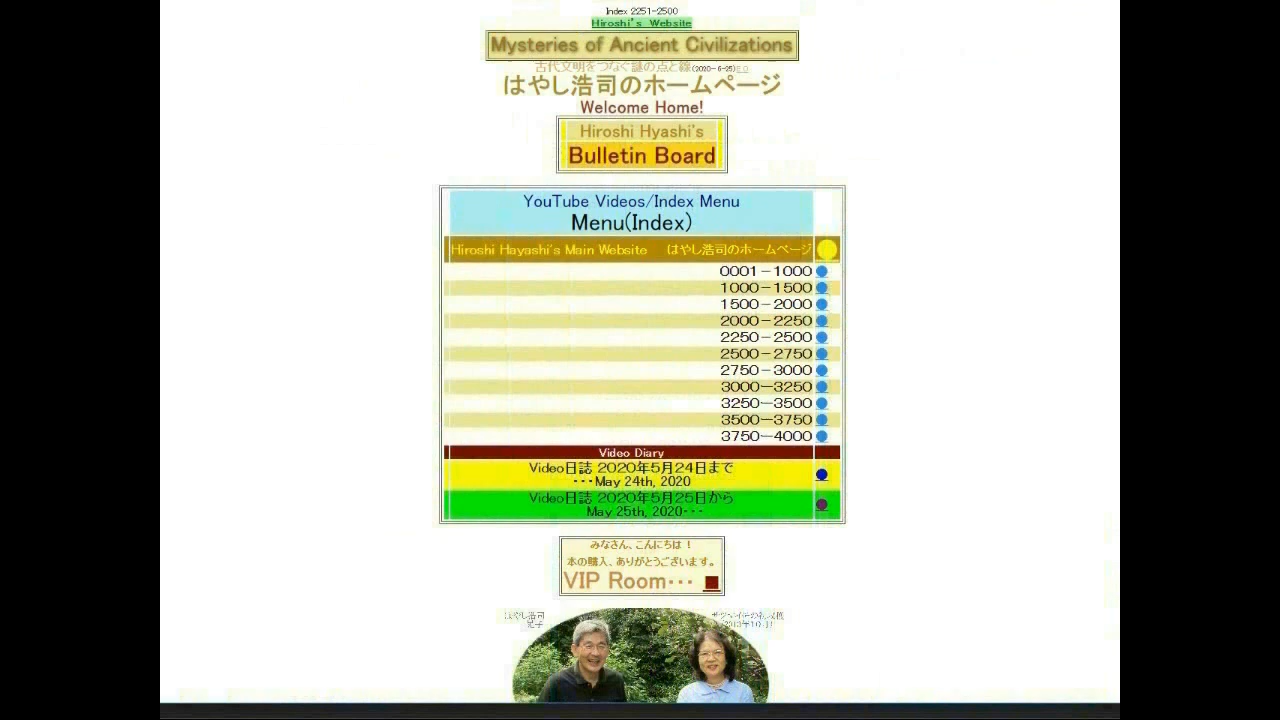 Index 2251-2500
Hiroshi's Website
Mysteries of Ancient Civilizations
古代文明をつなぐ謎の点と線(2020-6-25)
はやし浩司のホームページ
Welcome Home!
Hiroshi Hyashi's
Bulletin Board
YouTube Videos/Index Menu
Menu(Index)
Hiroshi Hayashi's Main Website はやし浩司のホームページ
0001-1000
1000-1500
1500-2000
2000-2250
2250-2500
2500-2750
2750-3000
3000-3250
3250-3500
3500-3750
3750-4000
Video Diary
Video日誌 2020年5月24日まで
・・・May 24th, 2020
Video日誌 2020年5月25日から
May 25th, 2020・・・
みなさん、こんにちは！
本の購入、ありがとうございます。
VIP Room・・・
はやし浩司